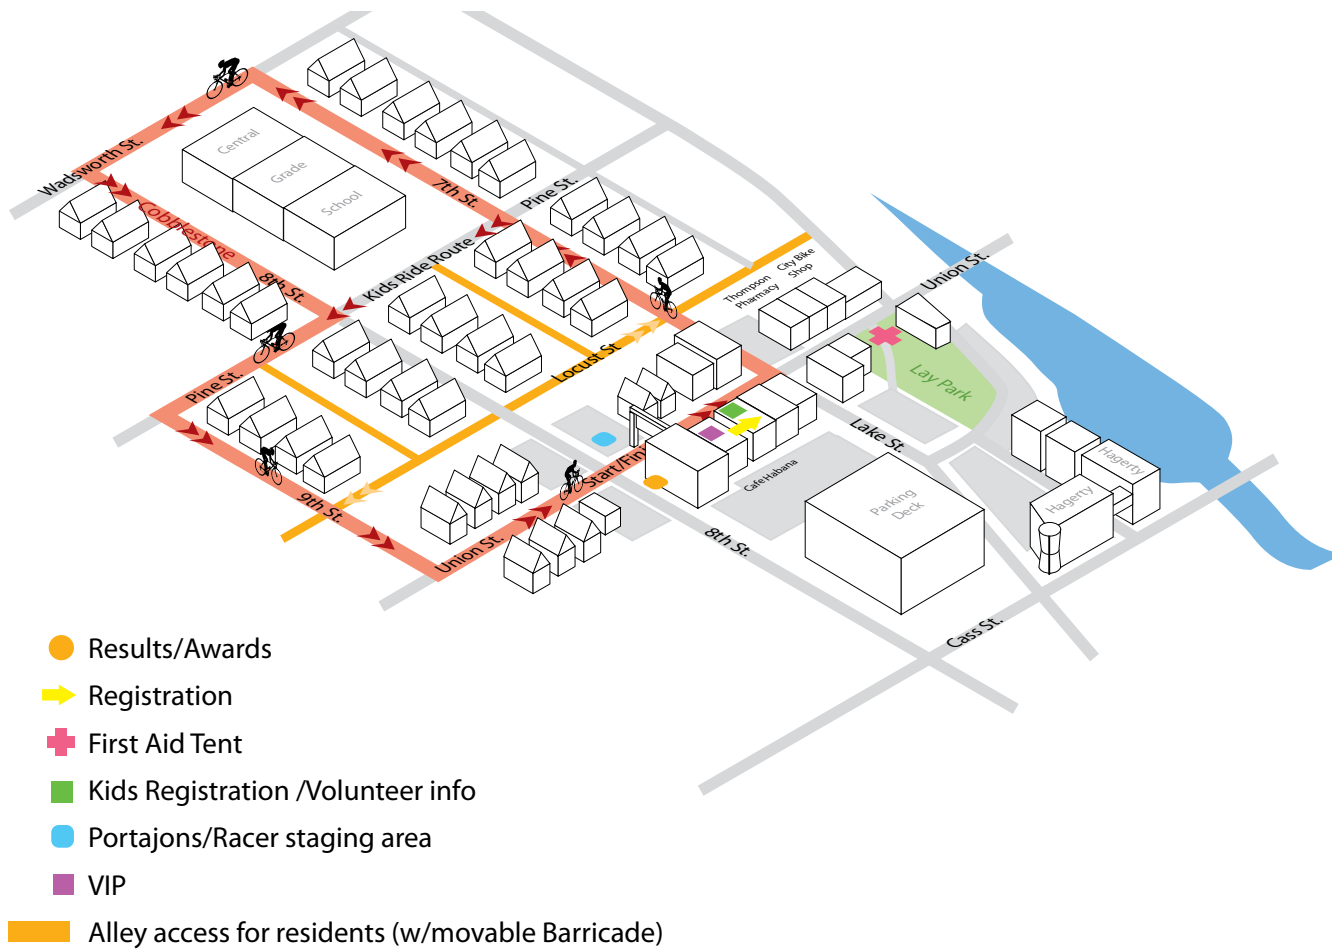 Wadsworth St.
Central
Grade
School
7th St.
Pine St.
Cobblestone
8th St.
Kids Ride Route
Thompson
Pharmacy
City Bike
Shop
Union St.
Locust St
Lay Park
Pine St.
Lake St.
Start/Fin
Cafe Habana
Parking
Deck
Hagerty
Hagerty
9th St.
Union St.
8th St.
Cass St.
Results/Awards
Registration
First Aid Tent
Kids Registration /Volunteer info
Portajons/Racer staging area
VIP
Alley access for residents (w/movable Barricade)